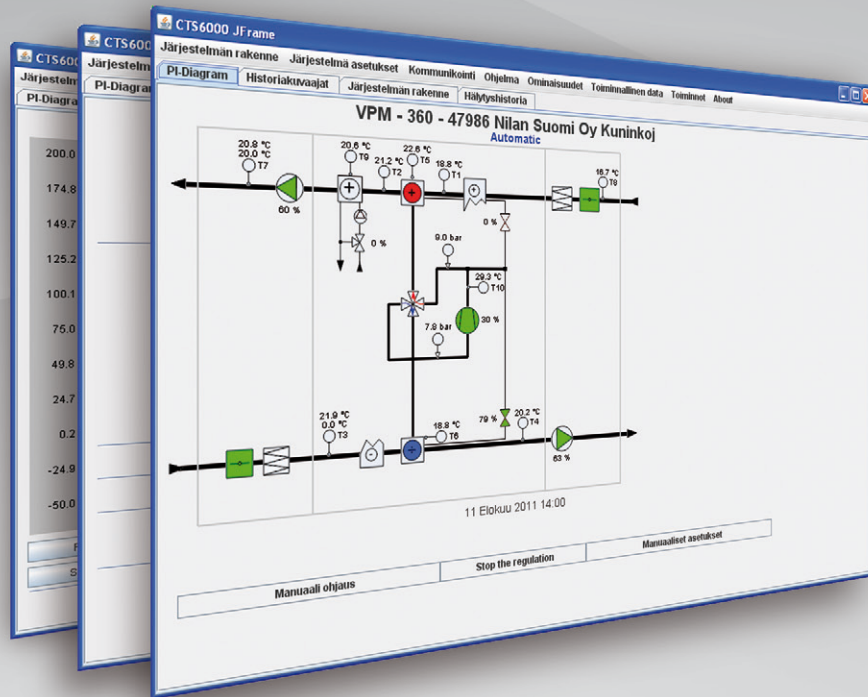 CTS6000 JFrame
Järjestelmän rakenne Järjestelmä asetukset Kommunikointi Ohjelma Ominaisuudet Toiminnallinen data Toiminnot About
PI-Diagram Historiakuvaajat Järjestelmän rakenne Hälytyshistoria
VPM - 360 - 47986 Nilan Suomi Oy Kuninkoj
Automatic
20.8 °C
20.0 °C
T7
60 %
20.6 °C
T9
21.2 °C
T2
22.6 °C
T5
18.8 °C
T1
16.7 °C
T8
0 %
0 %
9.0 bar
29.3 °C
T10
30 %
7.8 bar
21.9 °C
0.0 °C
T3
18.8 °C
T6
79 %
20.2 °C
T4
63 %
11 Elokuu 2011 14:00
Manuaali ohjaus
Stop the regulation
Manuaaliset asetukset
CTS6000
Järjestelm
PI-Diagram
CTS6
Järjestelm
PI-Diagra
200.0
174.8
149.7
125.2
100.1
75.0
49.8
24.7
0.2
-24.9
-50.0